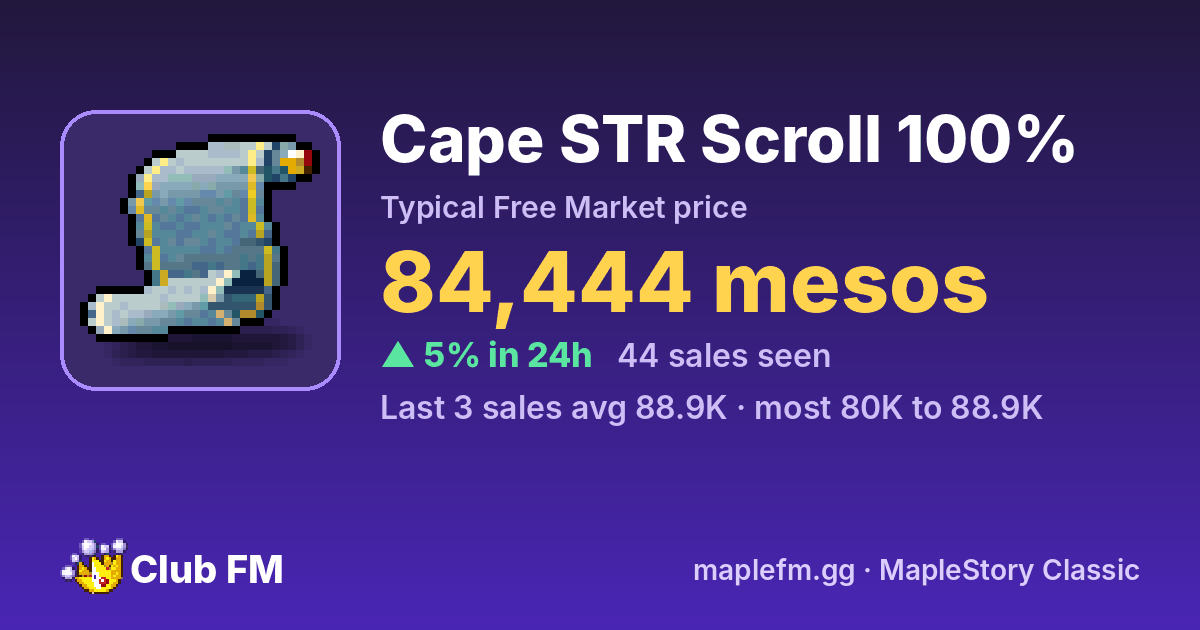 Cape STR Scroll 100%
Typical Free Market price
84,444 mesos
▲ 5% in 24h 44 sales seen
Last 3 sales avg 88.9K · most 80K to 88.9K
Club FM
maplefm.gg · MapleStory Classic